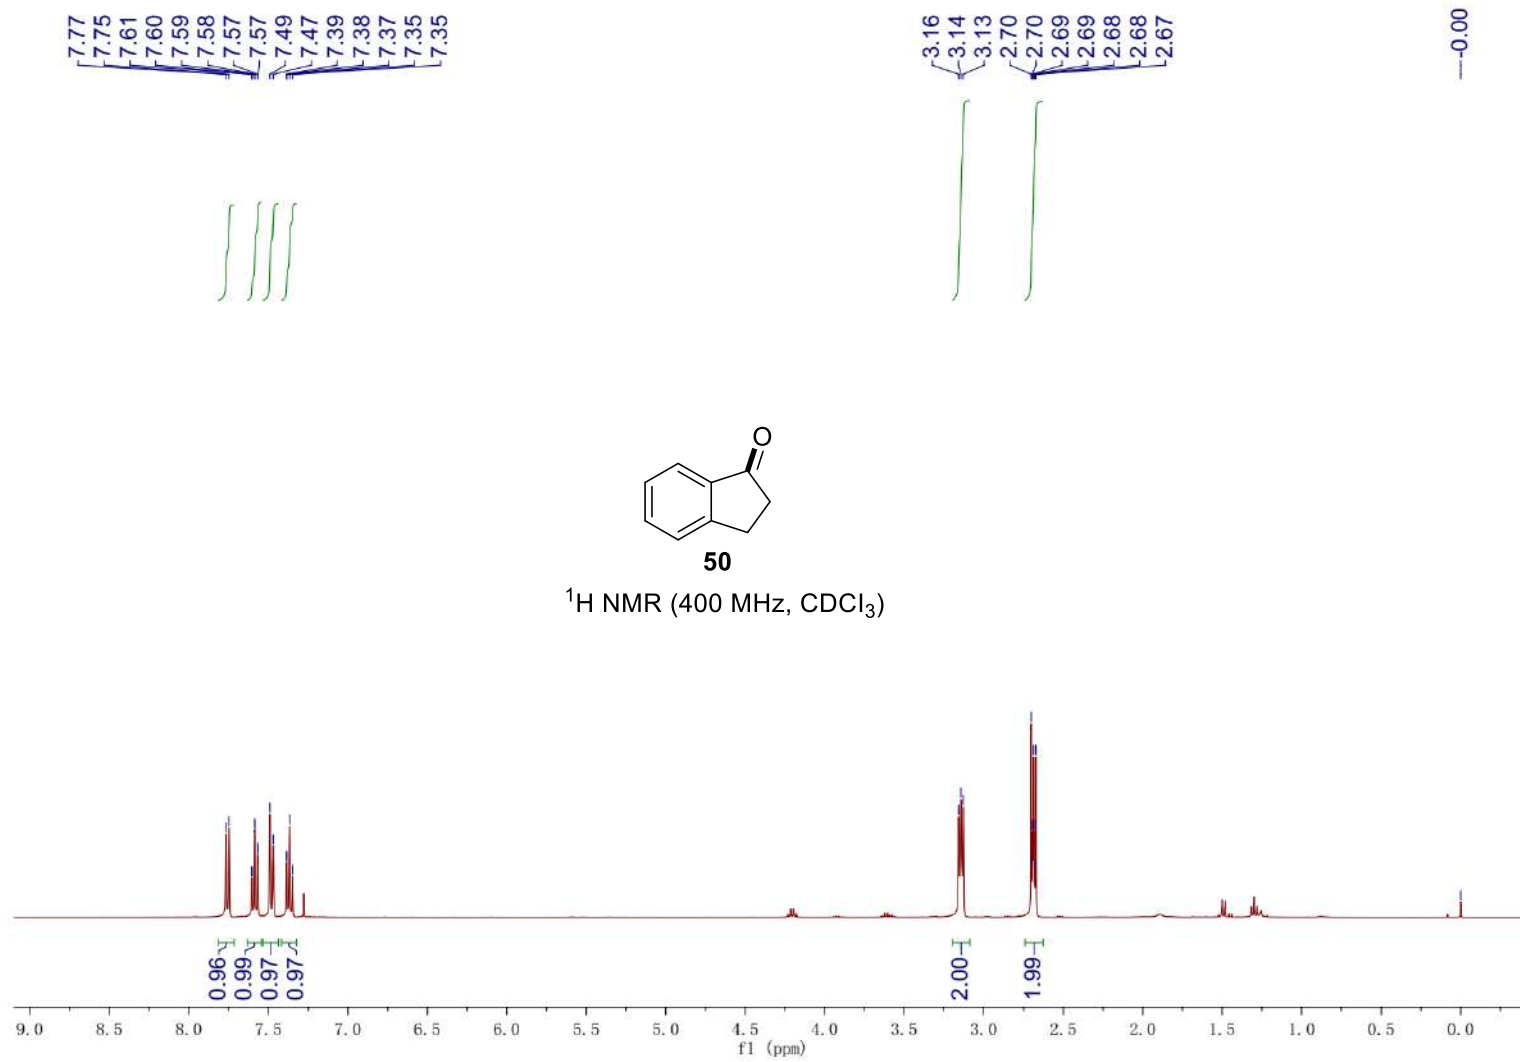 7.77 7.75 7.61 7.60 7.59 7.58 7.57 7.57 7.49 7.47 7.39 7.38 7.37 7.35 7.35 3.16 3.14 3.13 2.70 2.70 2.69 2.69 2.68 2.68 2.67 -0.00
O
50
¹H NMR (400 MHz, CDCl₃)
0.96 0.99 0.97 0.97 2.00 1.99
9.0 8.5 8.0 7.5 7.0 6.5 6.0 5.5 5.0 4.5 4.0 3.5 3.0 2.5 2.0 1.5 1.0 0.5 0.0
f1 (ppm)